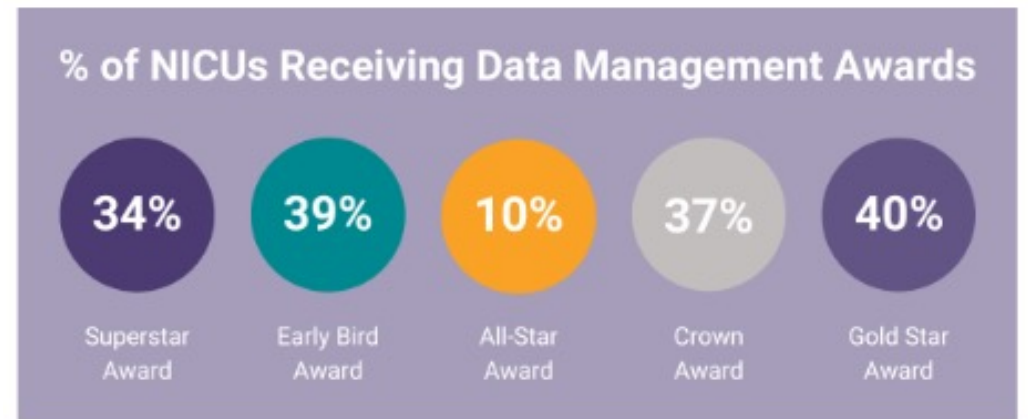 % of NICUs Receiving Data Management Awards
34%
39%
10%
37%
40%
Superstar
Award
Early Bird
Award
All-Star
Award
Crown
Award
Gold Star
Award